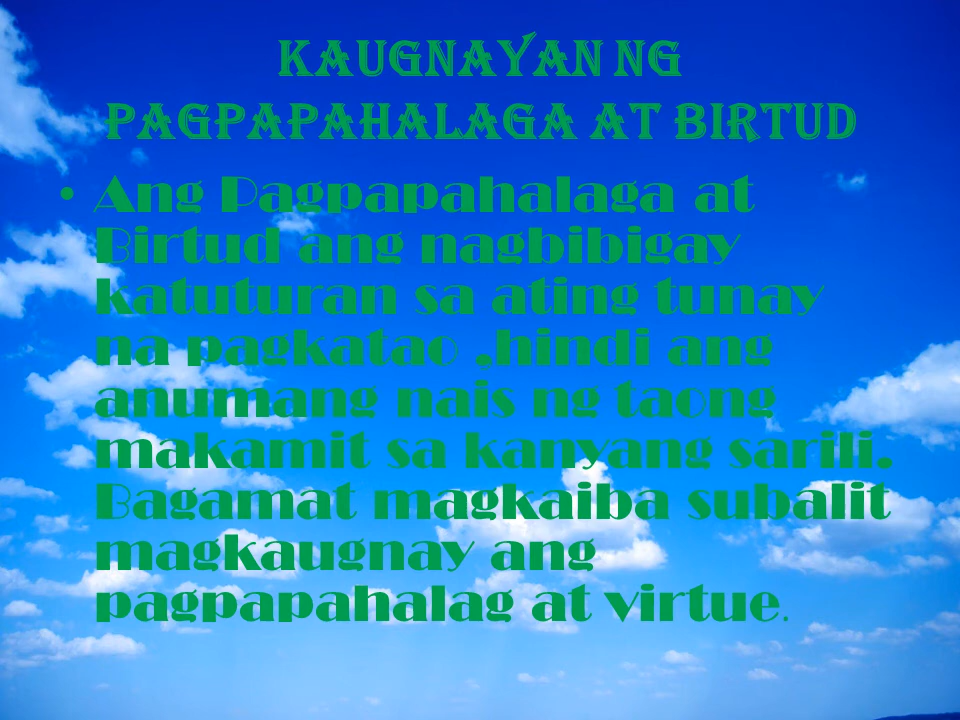 Kaugnayan ng
Pagpapahalaga at Birtud
• Ang Pagpapahalaga at
Birtud ang nagbibigay
katuturan sa ating tunay
na pagkatao ,hindi ang
anumang nais ng taong
makamit sa kanyang sarili.
Bagamat magkaiba subalit
magkaugnay ang
pagpapahalag at virtue.